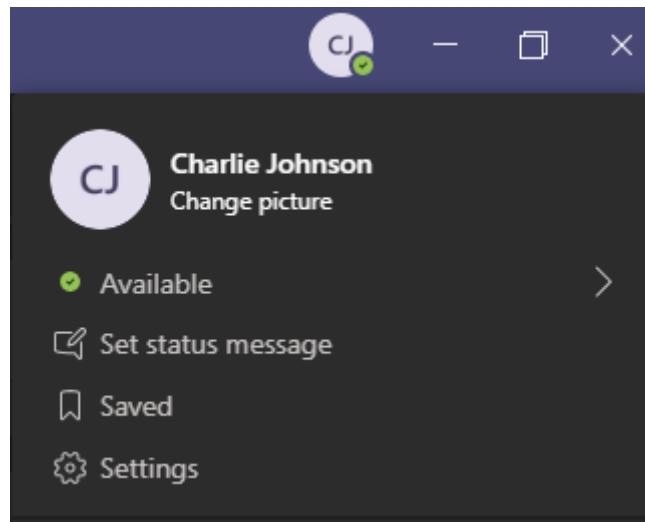 CJ
CJ
Charlie Johnson
Change picture
Available
Set status message
Saved
Settings